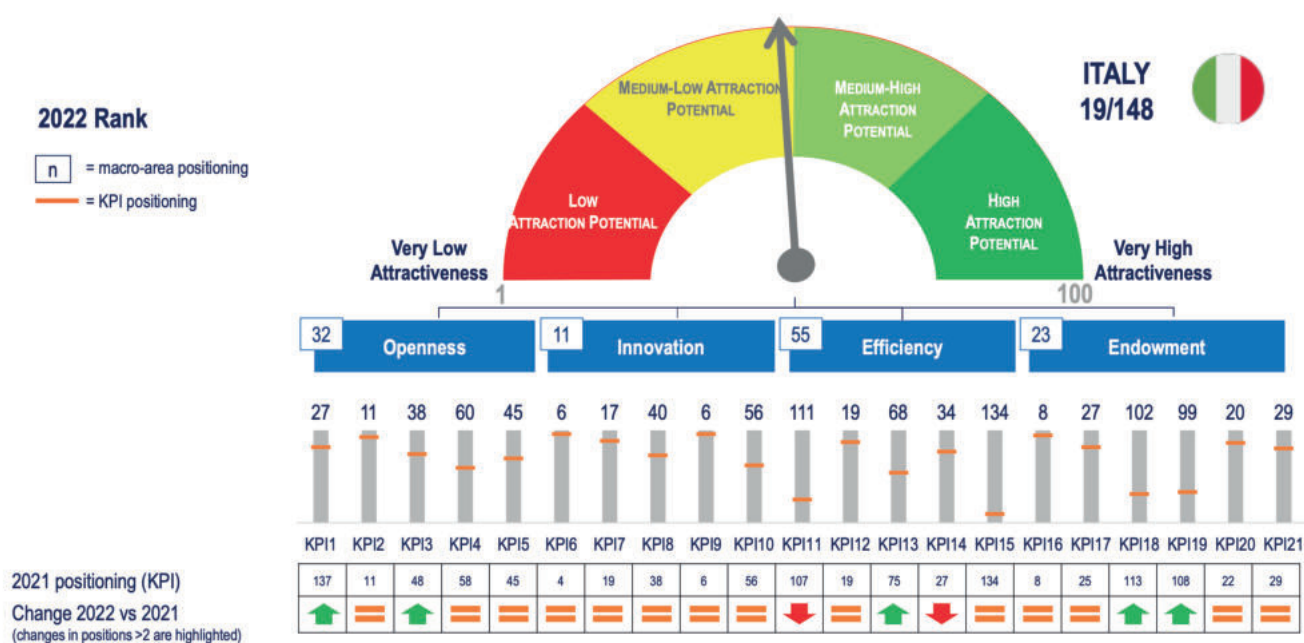 MEDIUM-LOW ATTRACTION
POTENTIAL
MEDIUM-HIGH
ATTRACTION
POTENTIAL
ITALY
19/148
2022 Rank
n = macro-area positioning
= KPI positioning
LOW
ATTRACTION POTENTIAL
HIGH
ATTRACTION
POTENTIAL
Very Low
Attractiveness
Very High
Attractiveness
1 100
32 Openness 11 Innovation 55 Efficiency 23 Endowment
27 11 38 60 45 6 17 40 6 56 111 19 68 34 134 8 27 102 99 20 29
KPI1 KPI2 KPI3 KPI4 KPI5 KPI6 KPI7 KPI8 KPI9 KPI10 KPI11 KPI12 KPI13 KPI14 KPI15 KPI16 KPI17 KPI18 KPI19 KPI20 KPI21
2021 positioning (KPI) 137 11 48 58 45 4 19 38 6 56 107 19 75 27 134 8 25 113 108 22 29
Change 2022 vs 2021
(changes in positions >2 are highlighted)